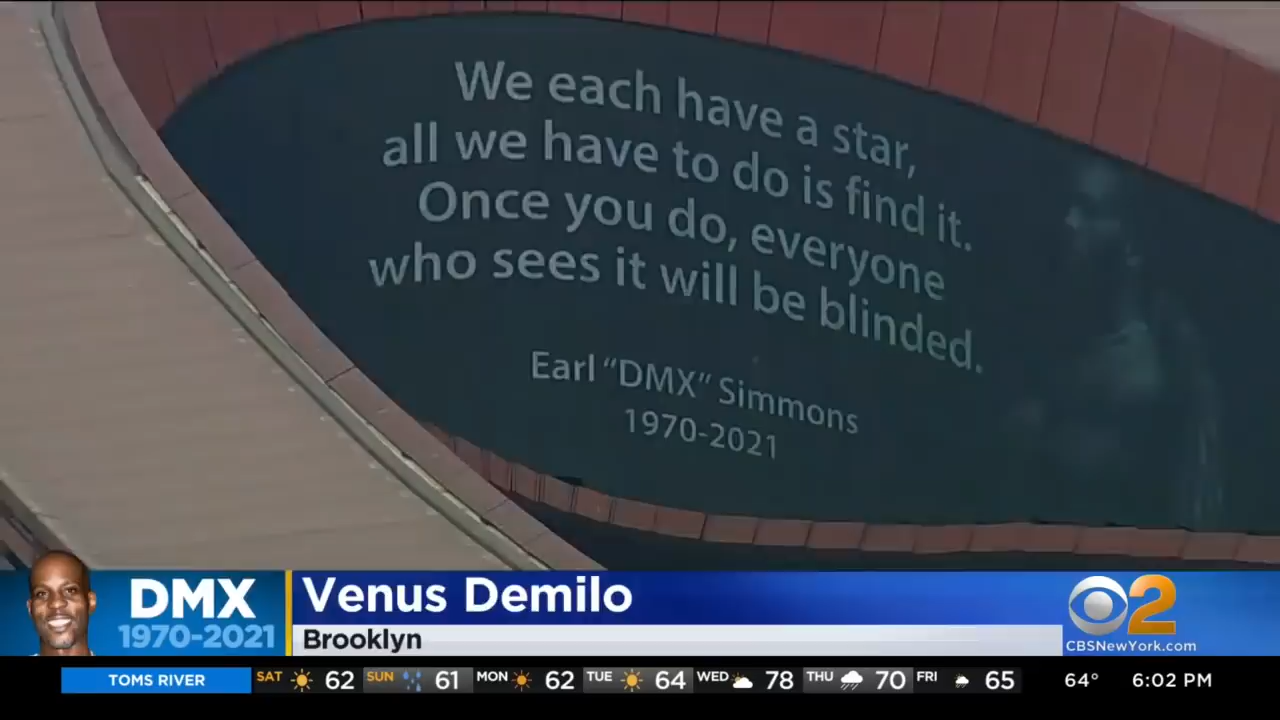 We each have a star,
all we have to do is find it.
Once you do, everyone
who sees it will be blinded.
Earl “DMX” Simmons
1970-2021
DMX
1970-2021
Venus Demilo
Brooklyn
2
CBSNewYork.com
TOMS RIVER SAT 62 SUN 61 MON 62 TUE 64 WED 78 THU 70 FRI 65 64° 6:02 PM